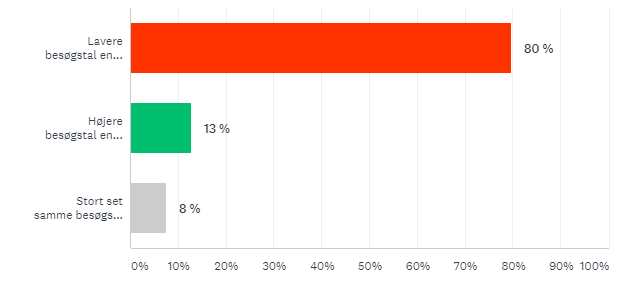 Lavere
besøgstal en...
80 %
Højere
besøgstal en...
13 %
Stort set
samme besøgs...
8 %
0% 10% 20% 30% 40% 50% 60% 70% 80% 90% 100%